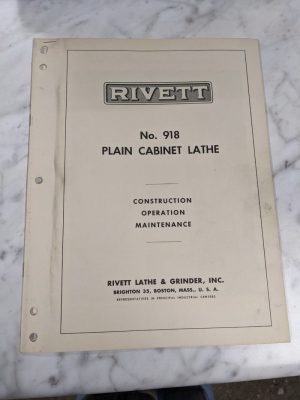 RIVETT
No. 918
PLAIN CABINET LATHE
CONSTRUCTION
OPERATION
MAINTENANCE
RIVETT LATHE & GRINDER, INC.
BRIGHTON 35, BOSTON, MASS., U. S. A.
REPRESENTATIVES IN PRINCIPAL INDUSTRIAL CENTERS